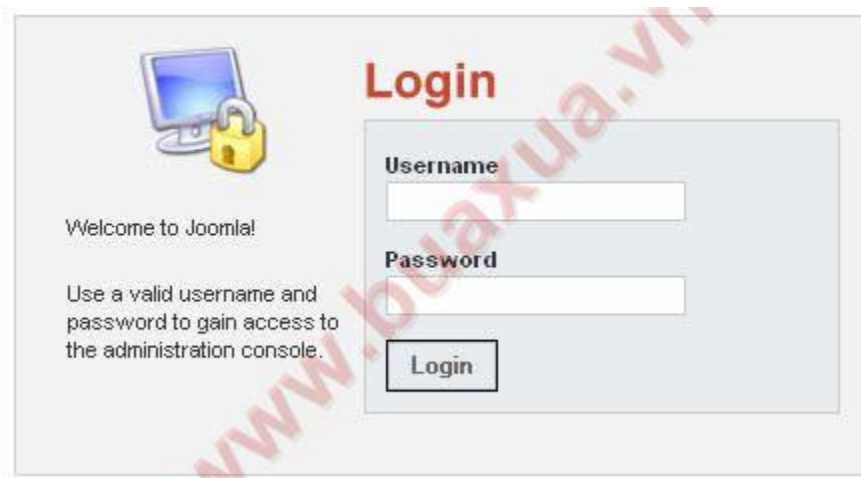 Login
Username
Password
Login
Welcome to Joomla!
Use a valid username and
password to gain access to
the administration console.
www.buaxua.vn